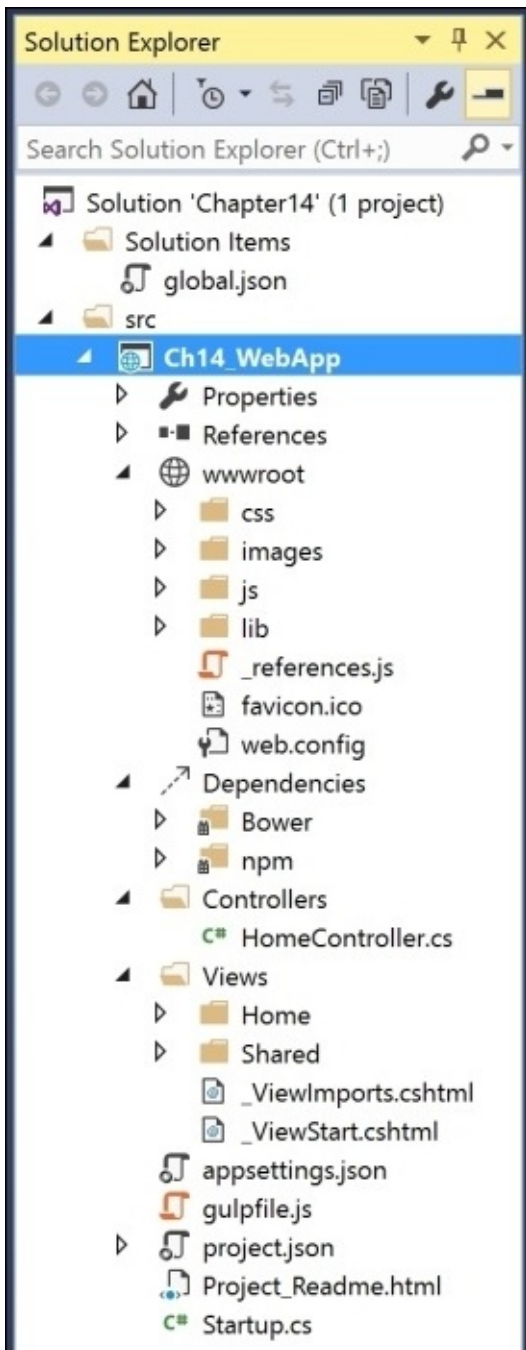 Solution Explorer
Search Solution Explorer (Ctrl+;)
Solution 'Chapter14' (1 project)
Solution Items
global.json
src
Ch14_WebApp
Properties
References
wwwroot
css
images
js
lib
_references.js
favicon.ico
web.config
Dependencies
Bower
npm
Controllers
C# HomeController.cs
Views
Home
Shared
_ViewImports.cshtml
_ViewStart.cshtml
appsettings.json
gulpfile.js
project.json
Project_Readme.html
C# Startup.cs